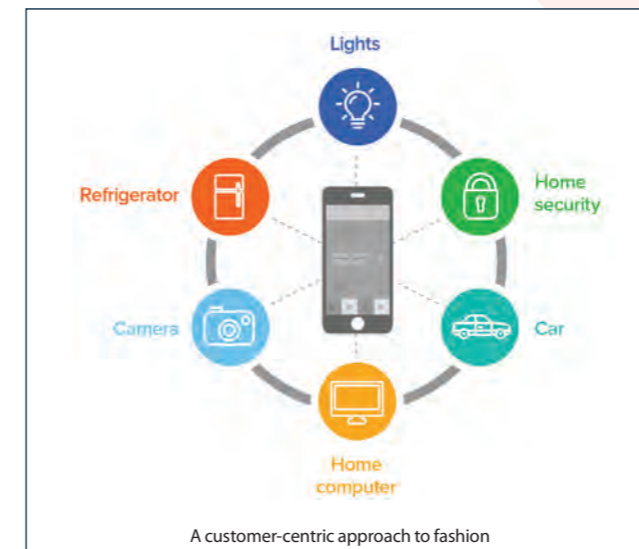 Lights
Refrigerator
Home
security
Camera
Car
Home
computer
A customer-centric approach to fashion